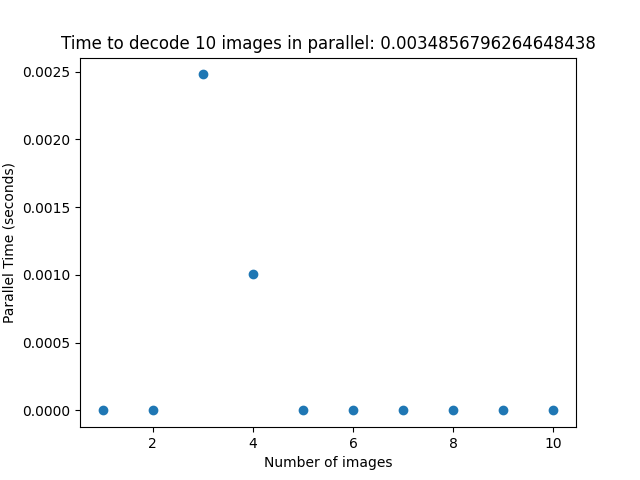 Time to decode 10 images in parallel: 0.0034856796264648438
0.0025
0.0020
0.0015
0.0010
0.0005
0.0000
Parallel Time (seconds)
2 4 6 8 10
Number of images